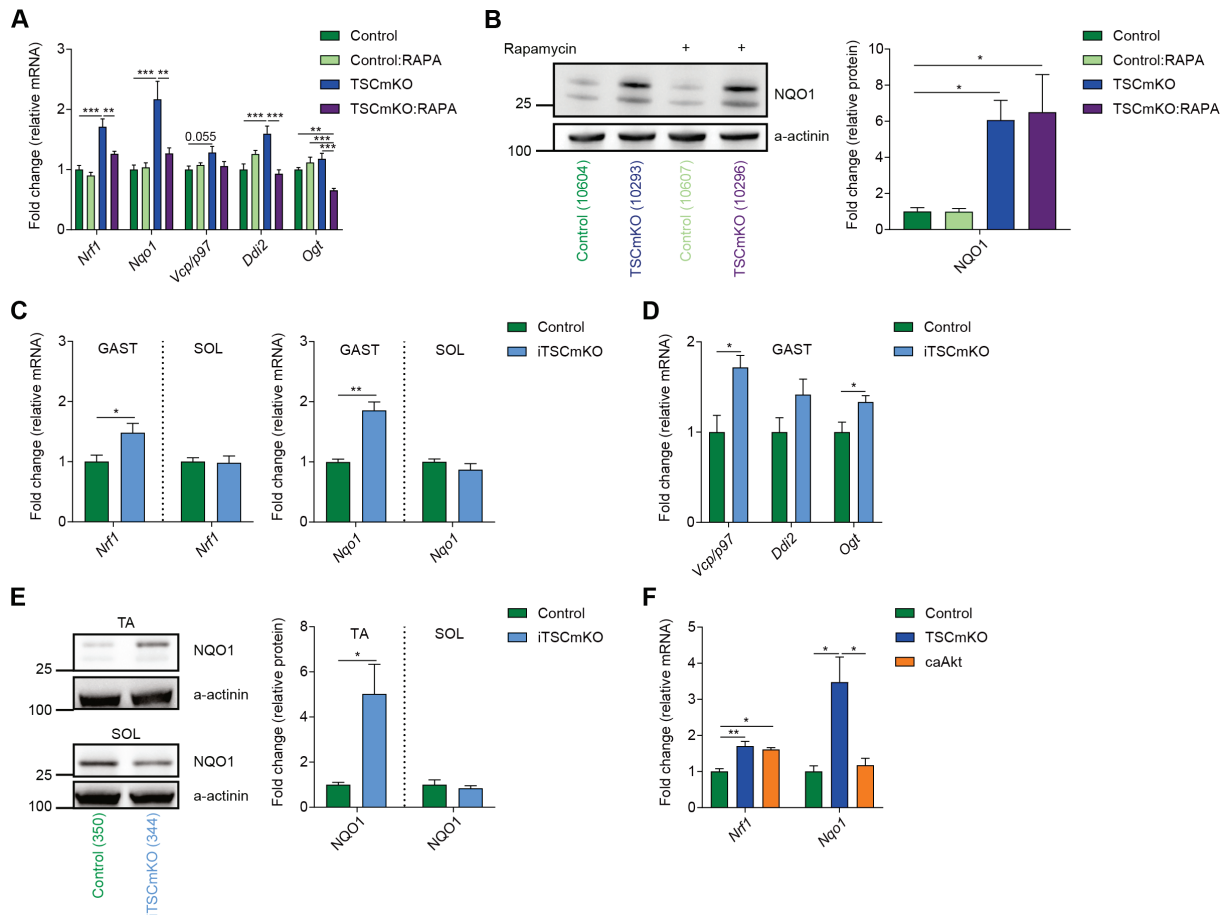 A
Fold change (relative mRNA)
3
2
1
0
*** ** *** ** 0.055 *** *** ** *** ***
Nrf1 Nqo1 Vcp/p97 Ddi2 Ogt
Control
Control:RAPA
TSCmKO
TSCmKO:RAPA
B
Rapamycin + +
NQO1
25
a-actinin
100
Control (10604)
TSCmKO (10293)
Control (10607)
TSCmKO (10296)
Fold change (relative protein)
10
8
6
4
2
0
*
*
NQO1
Control
Control:RAPA
TSCmKO
TSCmKO:RAPA
C
Fold change (relative mRNA)
3
2
1
0
GAST SOL
*
Nrf1 Nrf1
Fold change (relative mRNA)
3
2
1
0
GAST SOL
**
Nqo1 Nqo1
Control
iTSCmKO
D
Fold change (relative mRNA)
2
1
0
GAST
* *
Vcp/p97 Ddi2 Ogt
Control
iTSCmKO
E
TA
NQO1
25
a-actinin
100
SOL
NQO1
25
a-actinin
100
Control (350)
iTSCmKO (344)
Fold change (relative protein)
8
6
4
2
0
TA SOL
*
NQO1 NQO1
Control
iTSCmKO
F
Fold change (relative mRNA)
5
4
3
2
1
0
*
**
* *
Nrf1 Nqo1
Control
TSCmKO
caAkt